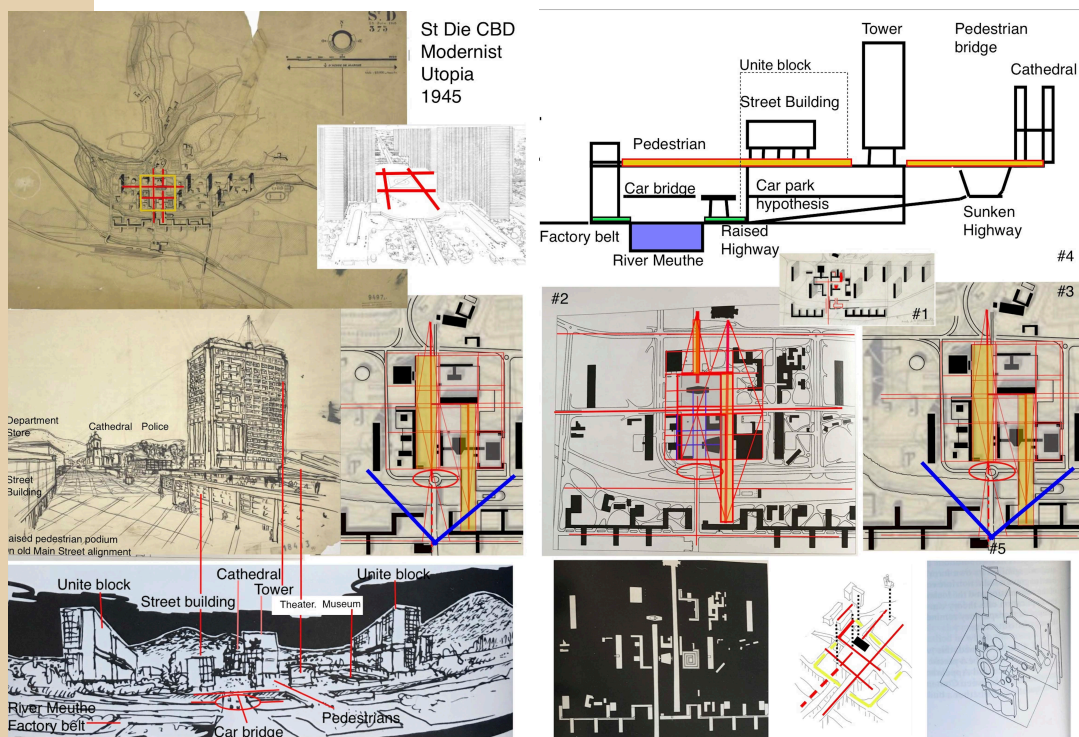 St Die CBD
Modernist
Utopia
1945
St. D
575
Tower
Pedestrian
bridge
Cathedral
Unite block
Street Building
Pedestrian
Car bridge
Car park
hypothesis
Factory belt
Raised
Highway
Sunken
Highway
River Meuthe
#4
#1
#2
#3
#5
Department
Store
Cathedral
Police
Street
Building
aised pedestrian podium
n old Main Street alignment
Unite block
Cathedral
Tower
Unite block
Street building
Theater. Museum
River Meuthe
Factory belt
Pedestrians
Car bridge